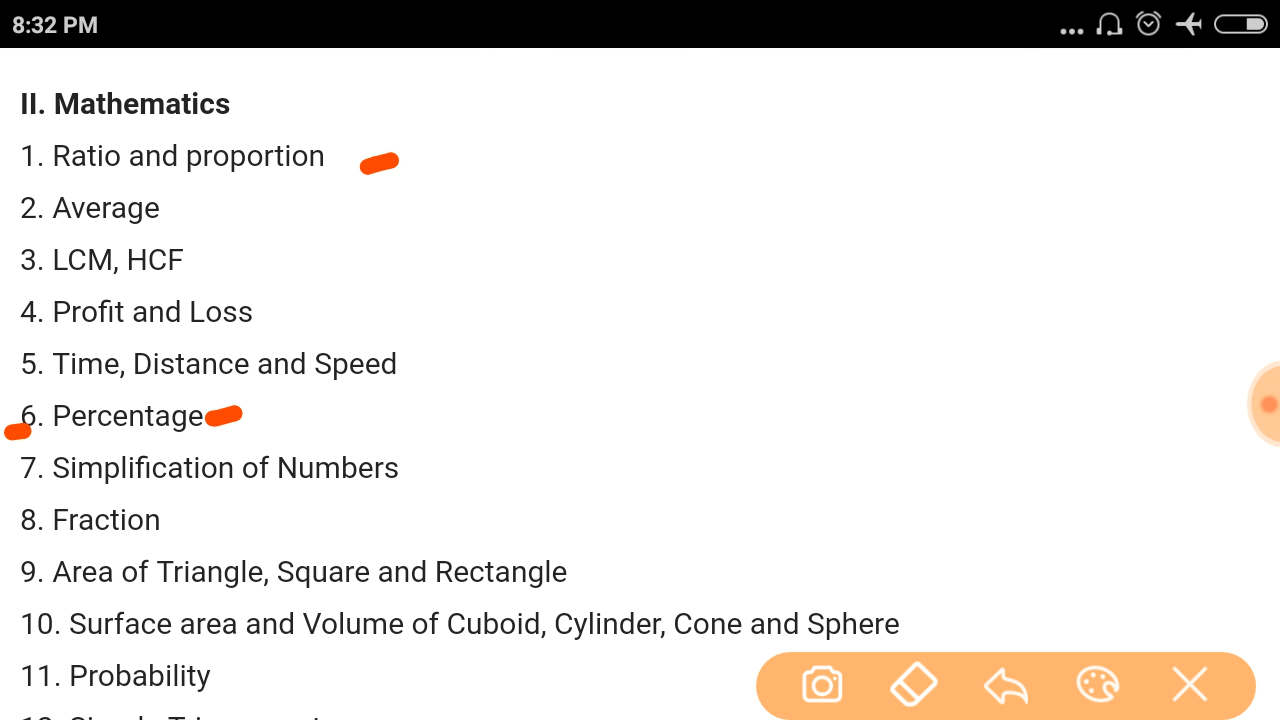 8:32 PM
II. Mathematics
1. Ratio and proportion
2. Average
3. LCM, HCF
4. Profit and Loss
5. Time, Distance and Speed
6. Percentage
7. Simplification of Numbers
8. Fraction
9. Area of Triangle, Square and Rectangle
10. Surface area and Volume of Cuboid, Cylinder, Cone and Sphere
11. Probability